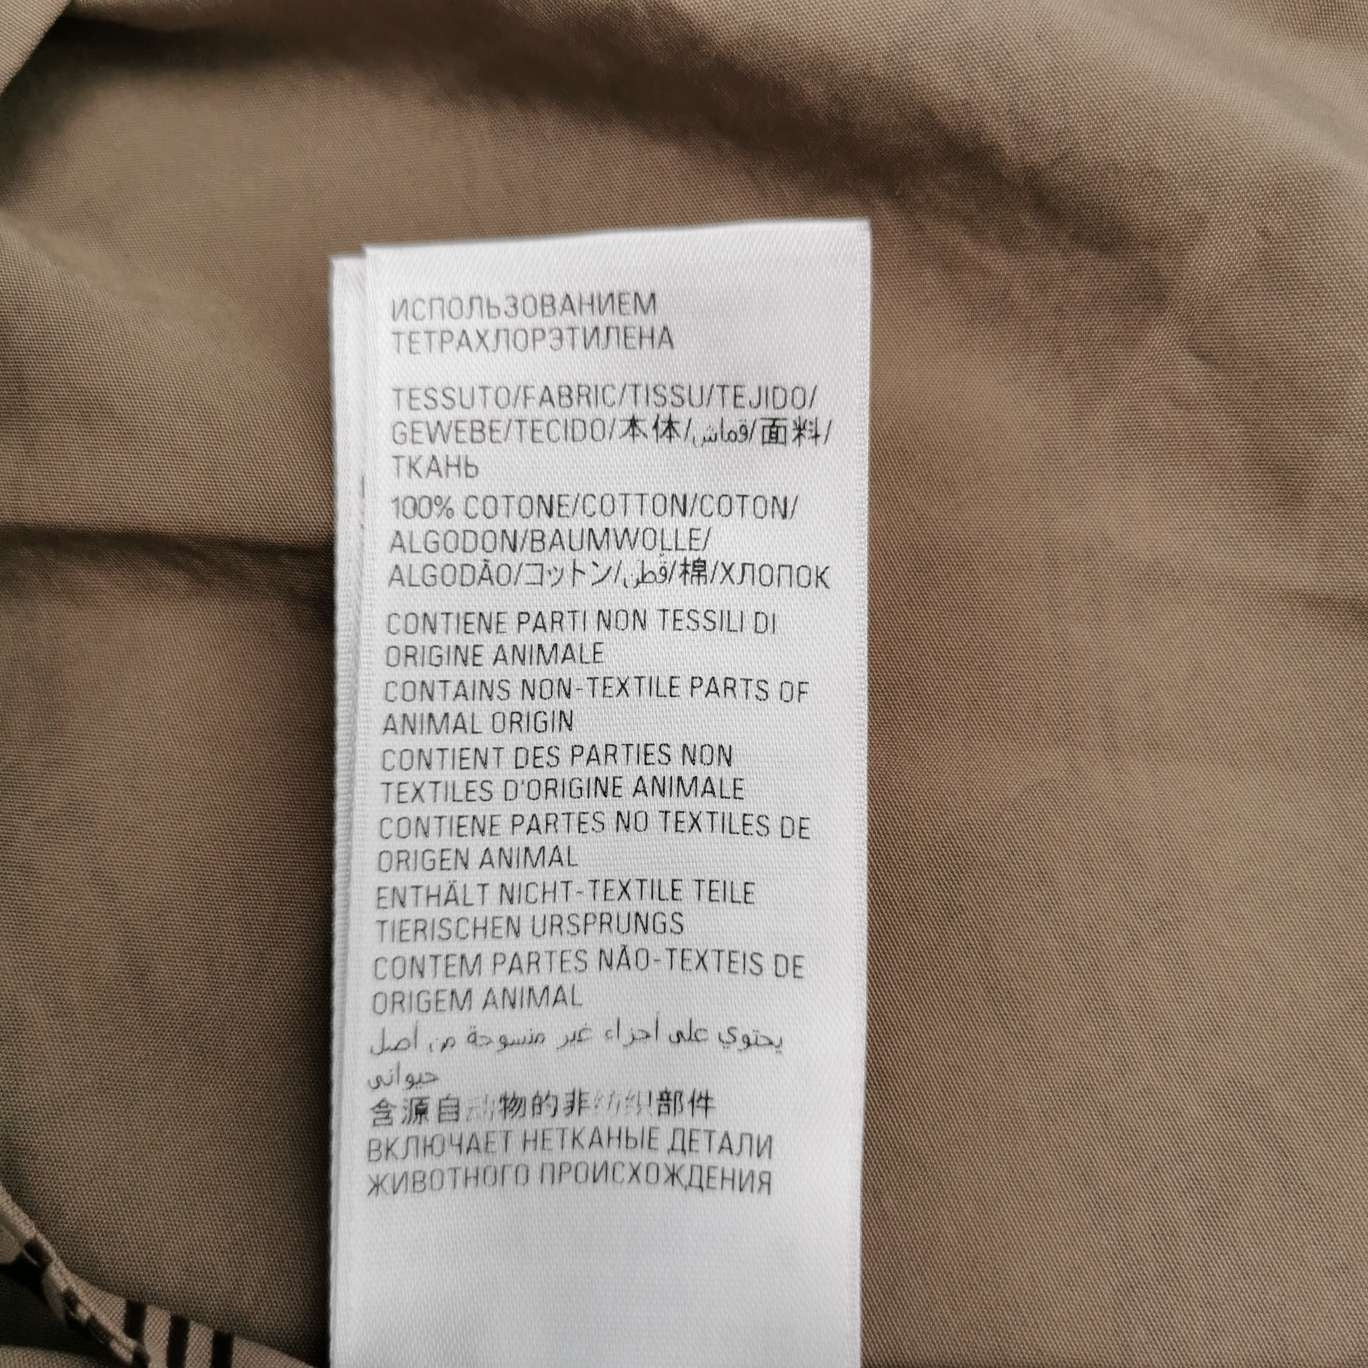 ИСПОЛЬЗОВАНИЕМ
ТЕТРАХЛОРЭТИЛЕНА
TESSUTO/FABRIC/TISSU/TEJIDO/
GEWEBE/TECIDO/本体/قماش/面料/
ТКАНЬ
100% COTONE/COTTON/COTON/
ALGODON/BAUMWOLLE/
ALGODÃO/コットン/قطن/棉/ХЛОПОК
CONTIENE PARTI NON TESSILI DI
ORIGINE ANIMALE
CONTAINS NON-TEXTILE PARTS OF
ANIMAL ORIGIN
CONTIENT DES PARTIES NON
TEXTILES D'ORIGINE ANIMALE
CONTIENE PARTES NO TEXTILES DE
ORIGEN ANIMAL
ENTHÄLT NICHT-TEXTILE TEILE
TIERISCHEN URSPRUNGS
CONTEM PARTES NÃO-TEXTEIS DE
ORIGEM ANIMAL
يحتوي على أجزاء غير منسوجة من أصل
حيواني
含源自动物的非纺织部件
ВКЛЮЧАЕТ НЕТКАНЫЕ ДЕТАЛИ
ЖИВОТНОГО ПРОИСХОЖДЕНИЯ